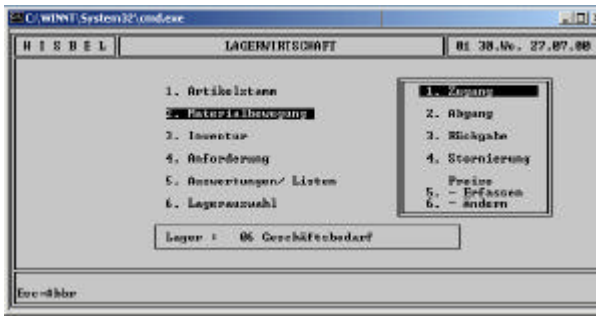 C:\WINNT\System32\cmd.exe
H I S B E L LAGERWIRTSCHAFT 01 30.Wo. 27.07.00
1. Artikelstamm
2. Materialbewegung
3. Inventur
4. Anforderung
5. Auswertungen/ Listen
6. Lagerauswahl
1. Zugang
2. Abgang
3. Rückgabe
4. Stornierung
Preise
5. - Erfassen
6. - ändern
Lager : 06 Geschäftsbedarf
Esc=Abbr